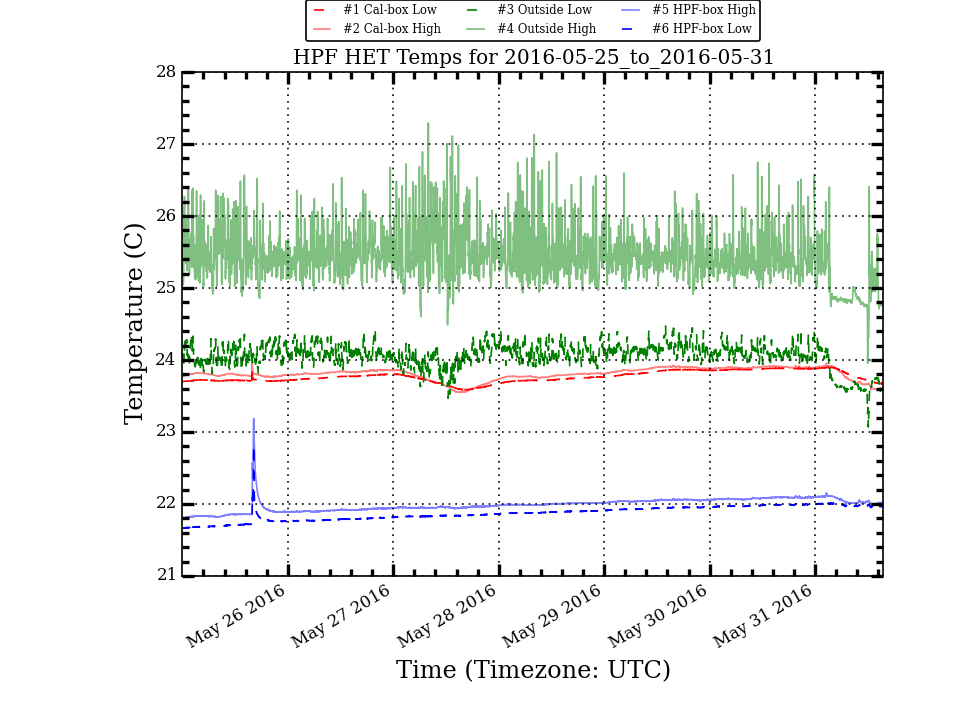 #1 Cal-box Low #3 Outside Low #5 HPF-box High
#2 Cal-box High #4 Outside High #6 HPF-box Low
HPF HET Temps for 2016-05-25_to_2016-05-31
28
27
26
25
24
23
22
21
Temperature (C)
May 26 2016
May 27 2016
May 28 2016
May 29 2016
May 30 2016
May 31 2016
Time (Timezone: UTC)